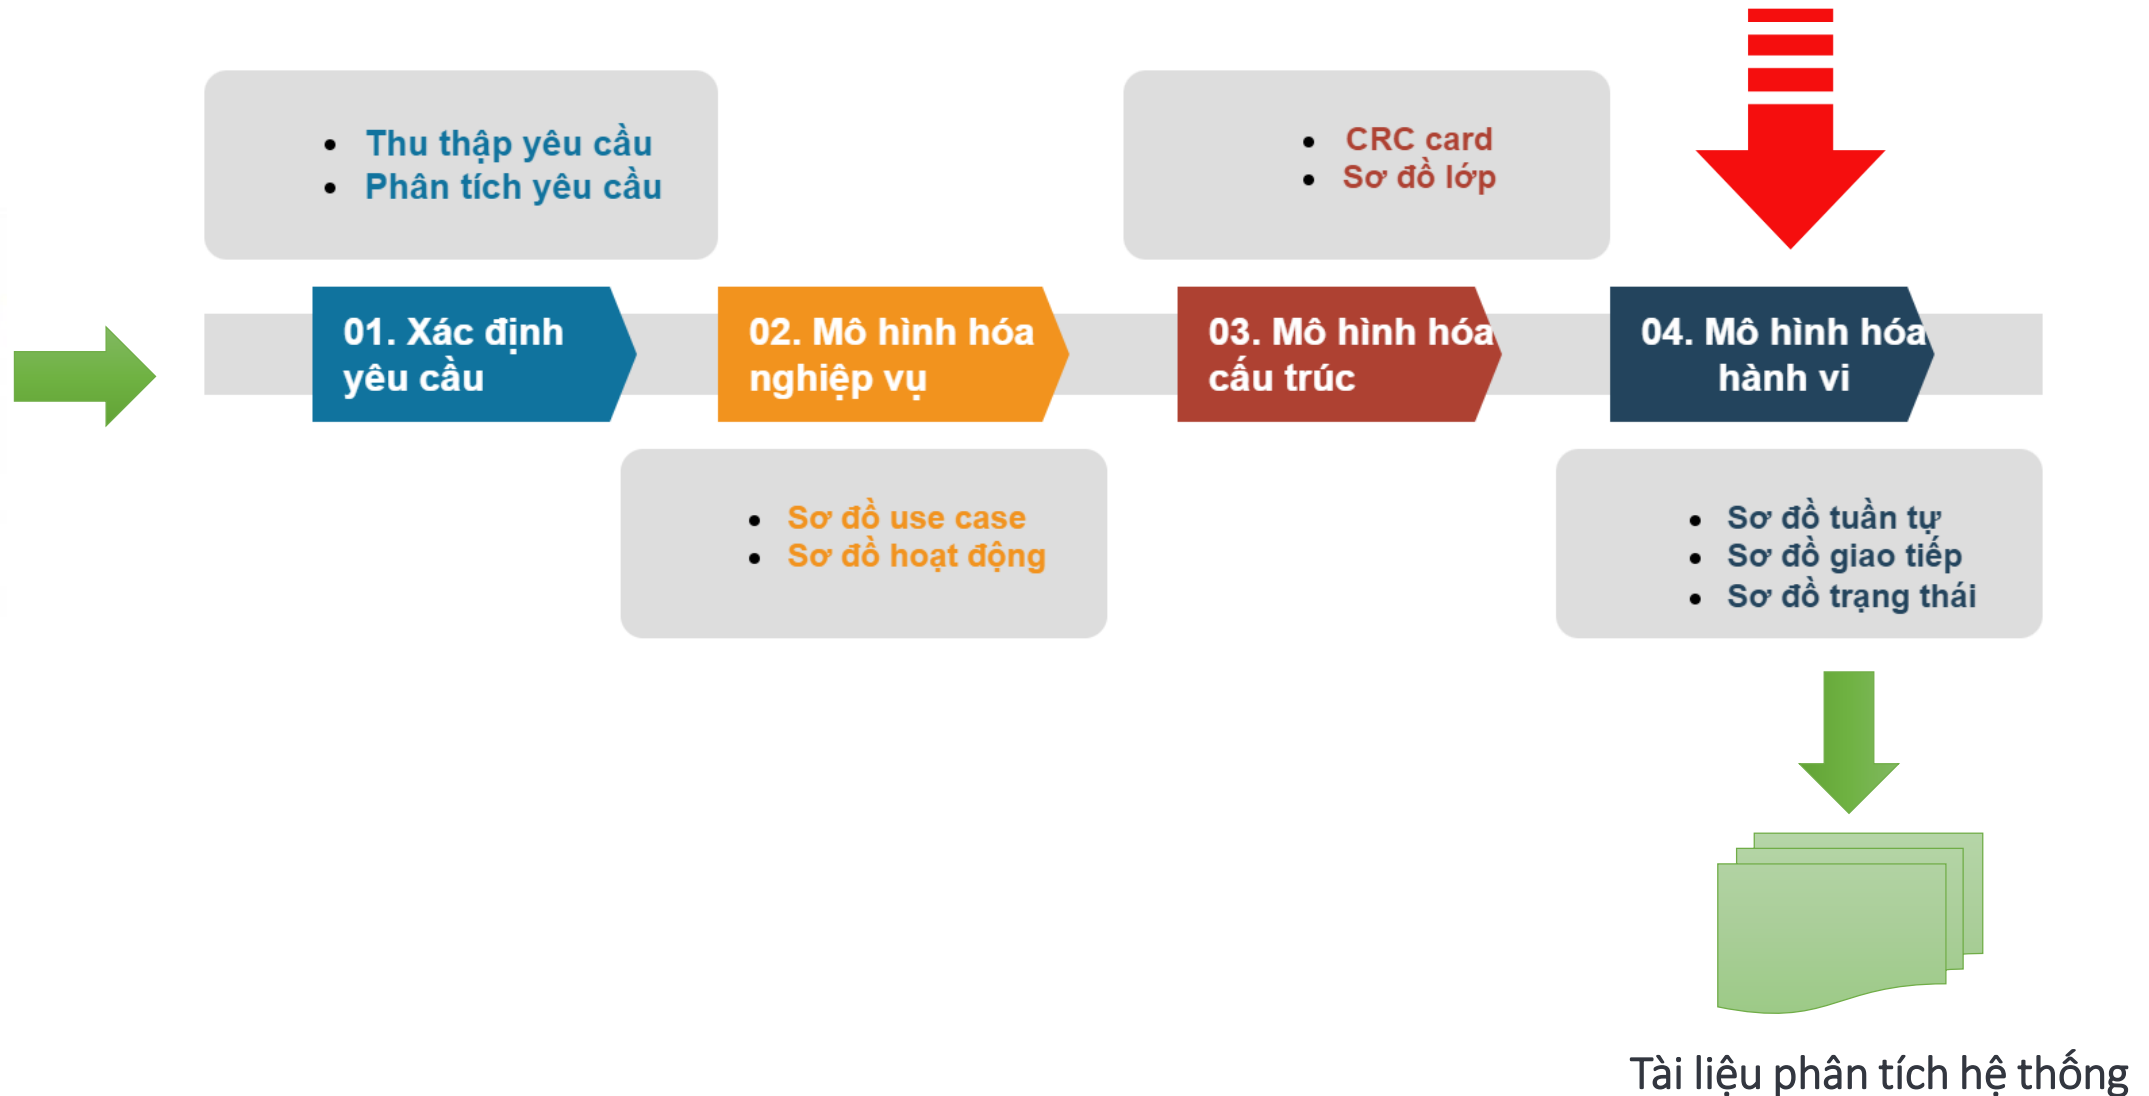 Thu thập yêu cầu
Phân tích yêu cầu
CRC card
Sơ đồ lớp
01. Xác định
yêu cầu
02. Mô hình hóa
nghiệp vụ
03. Mô hình hóa
cấu trúc
04. Mô hình hóa
hành vi
Sơ đồ use case
Sơ đồ hoạt động
Sơ đồ tuần tự
Sơ đồ giao tiếp
Sơ đồ trạng thái
Tài liệu phân tích hệ thống